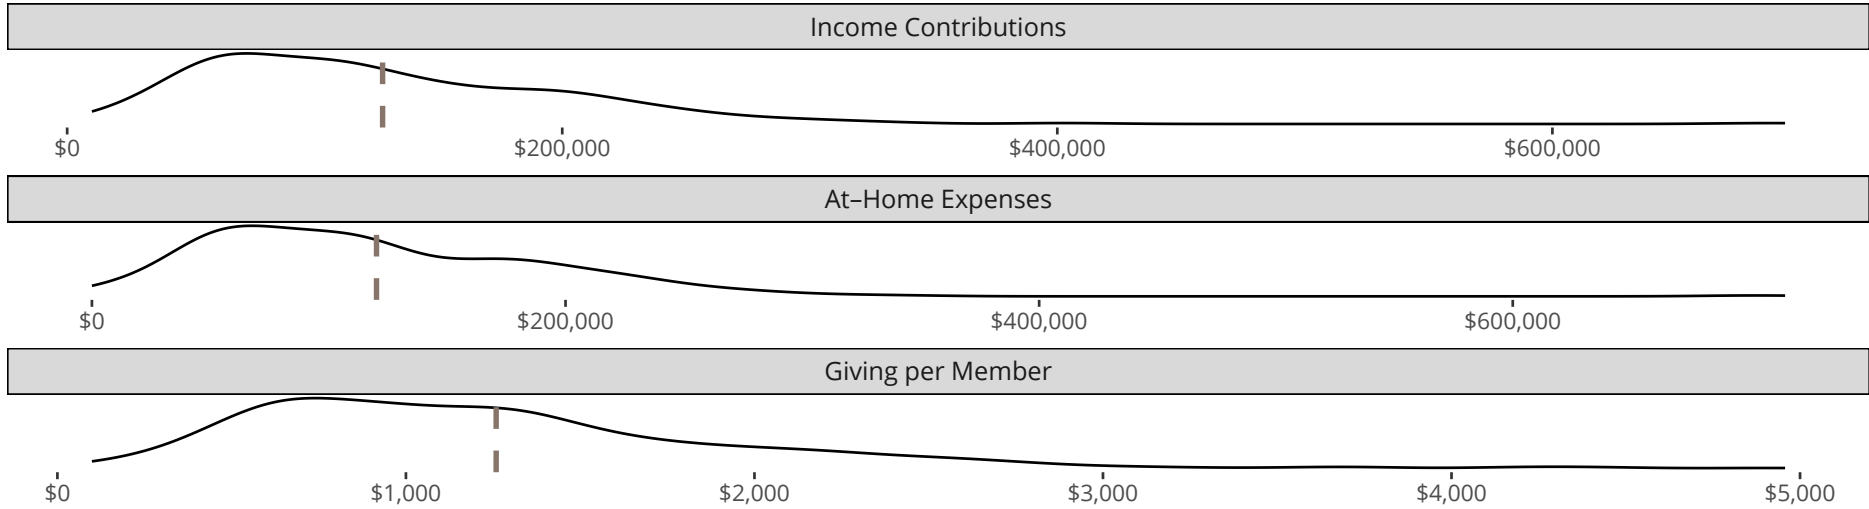 Income Contributions
$0 $200,000 $400,000 $600,000
At–Home Expenses
$0 $200,000 $400,000 $600,000
Giving per Member
$0 $1,000 $2,000 $3,000 $4,000 $5,000